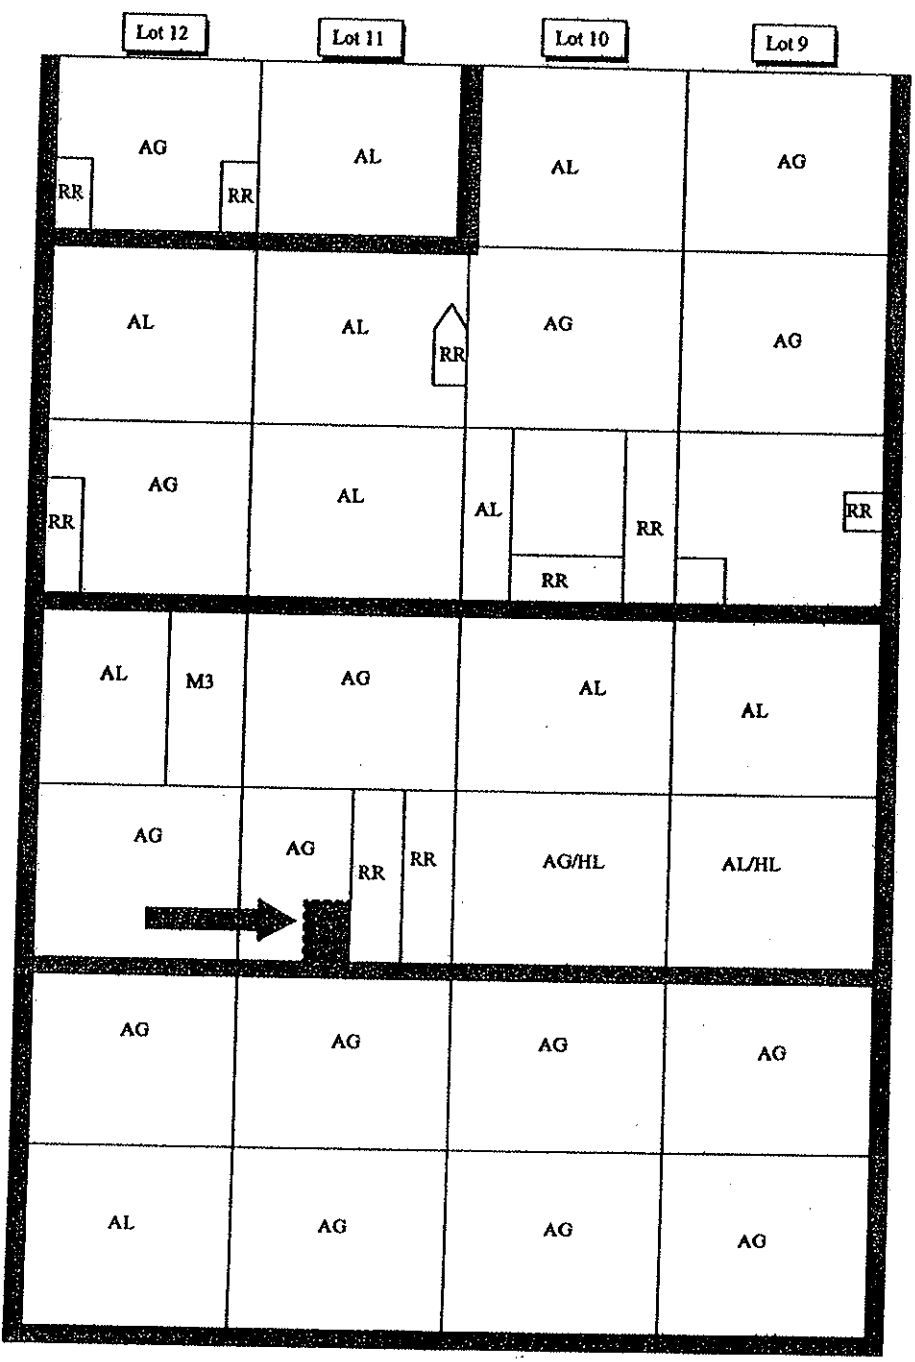 Lot 12 Lot 11 Lot 10 Lot 9
AG AL AL AG
RR RR
AL AL AG AG
RR
AG AL AL RR RR
RR RR
AL M3 AG AL AL
AG AG RR RR AG/HL AL/HL
AG AG AG AG
AL AG AG AG